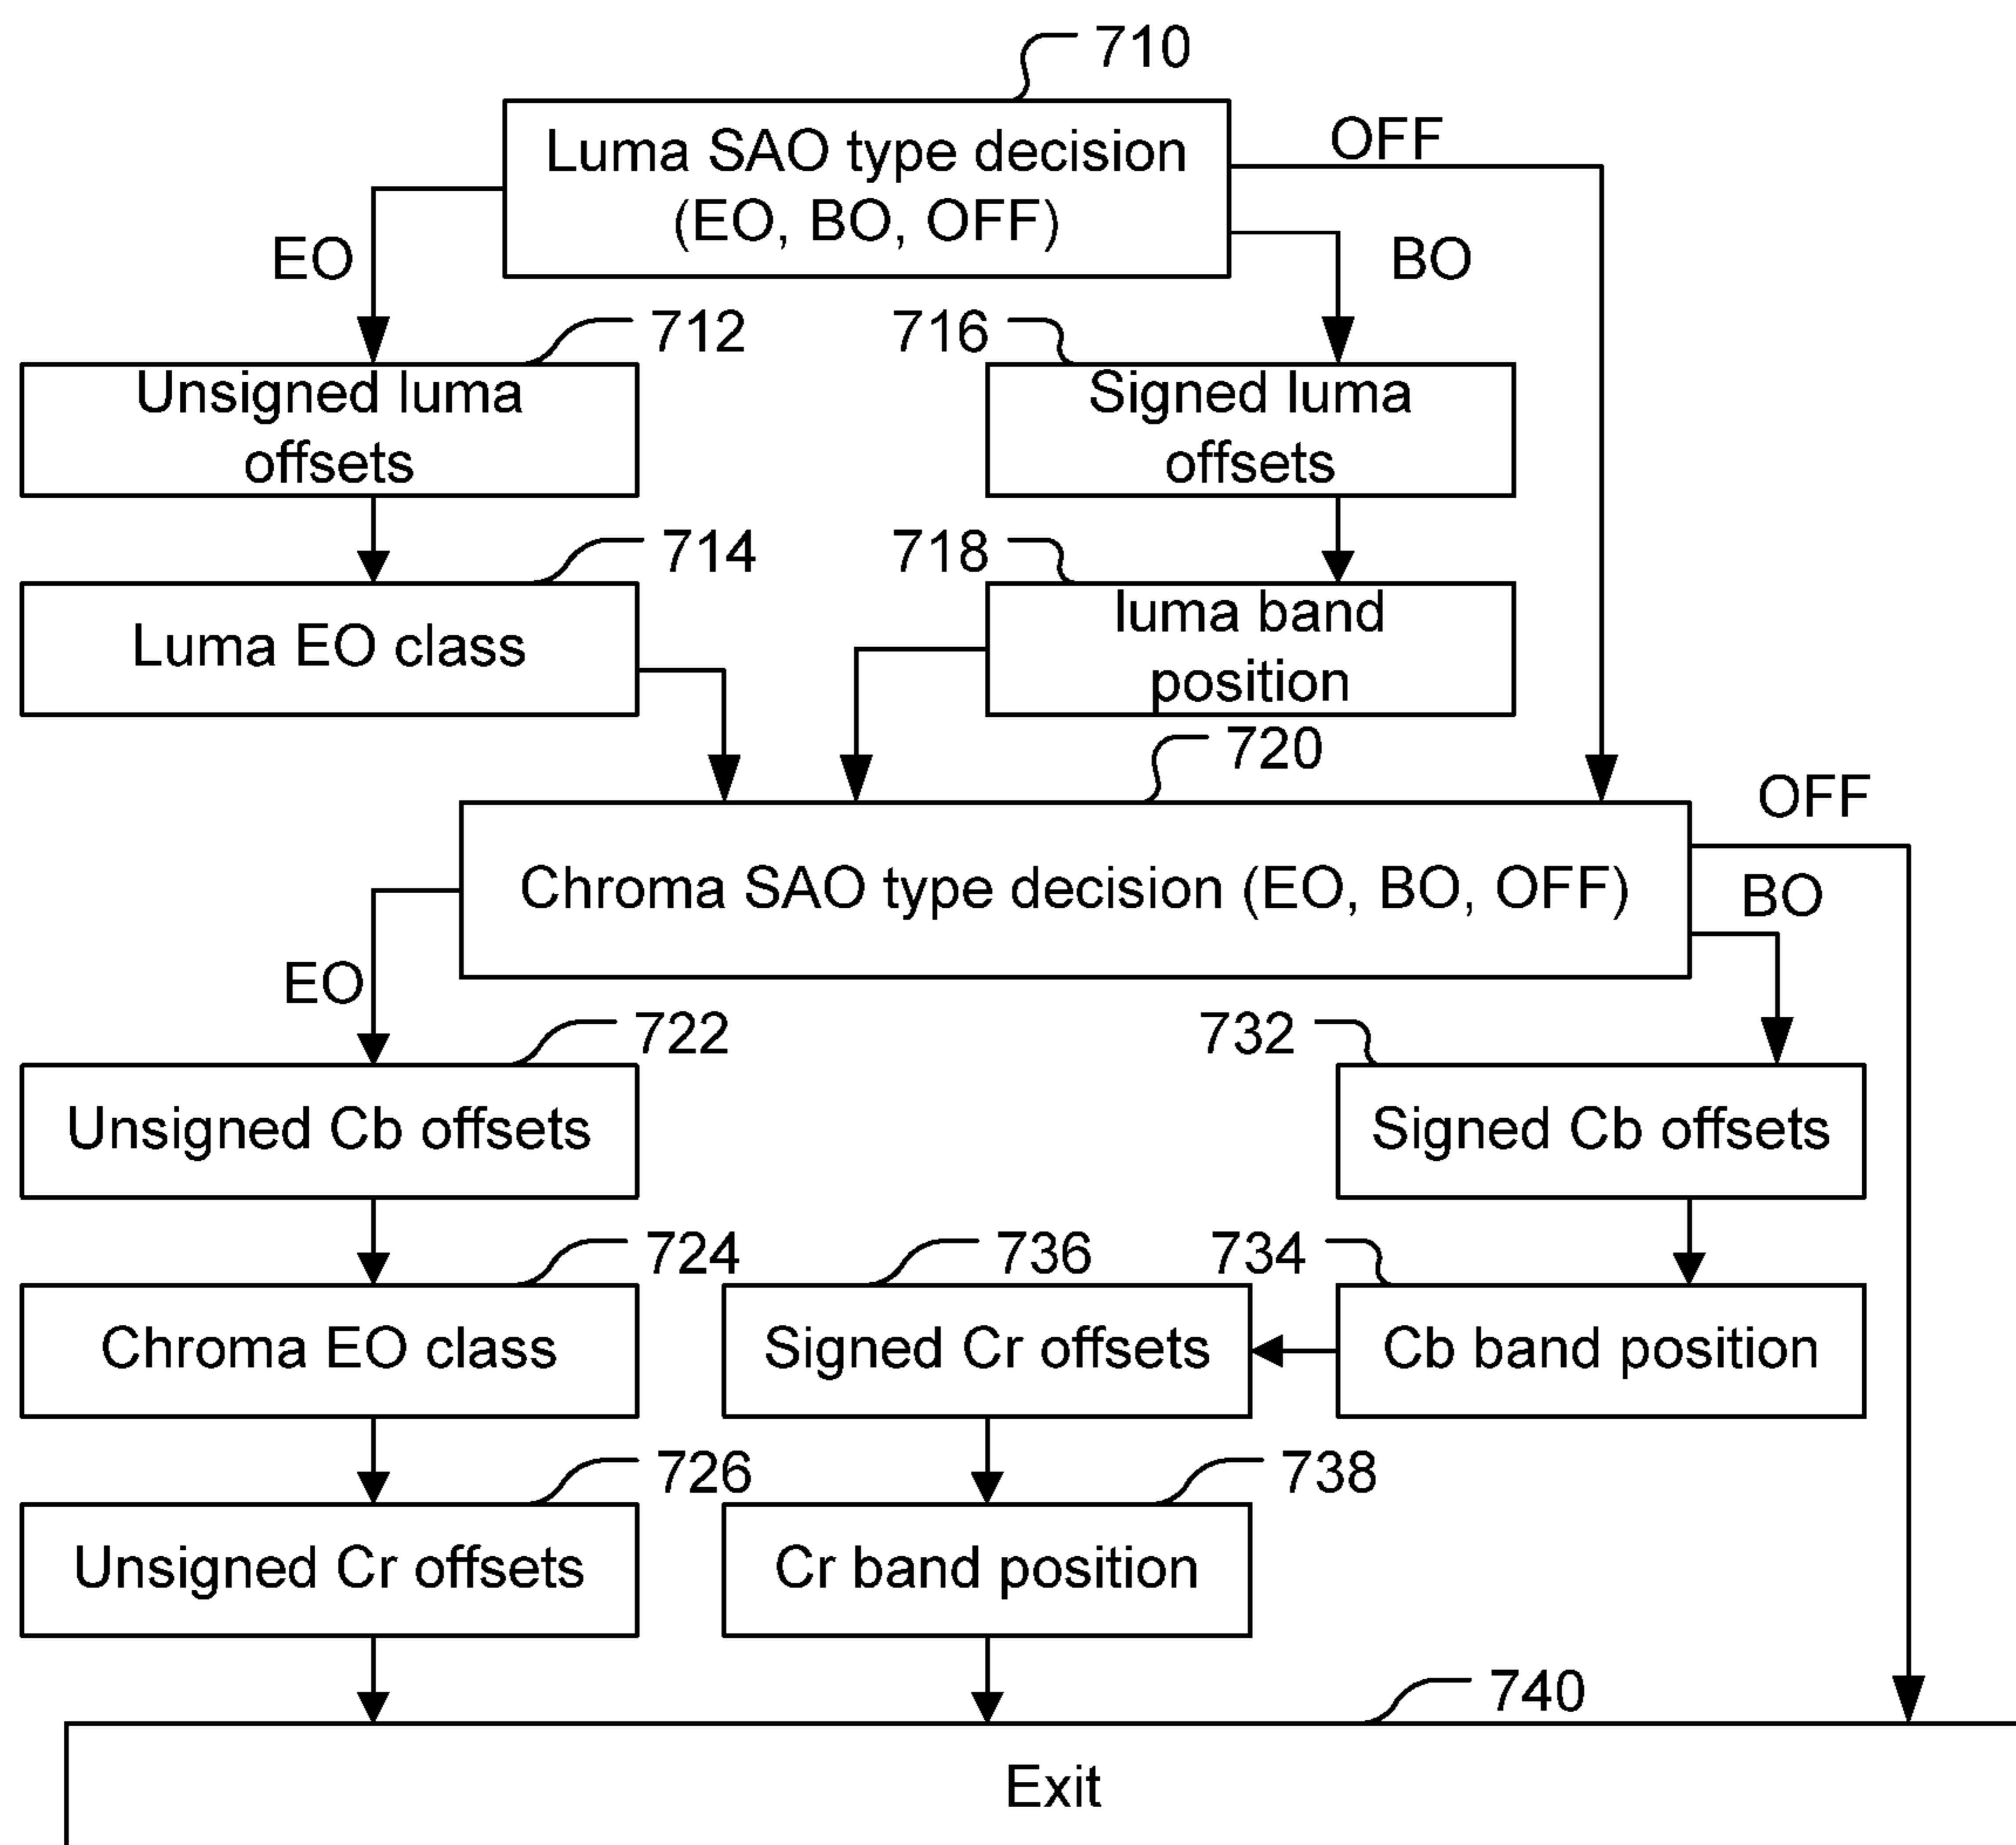 710
Luma SAO type decision
(EO, BO, OFF)
OFF
EO
BO
712
716
Unsigned luma
offsets
Signed luma
offsets
714
718
Luma EO class
luma band
position
720
OFF
Chroma SAO type decision (EO, BO, OFF)
BO
EO
722
732
Unsigned Cb offsets
Signed Cb offsets
724
736
734
Chroma EO class
Signed Cr offsets
Cb band position
726
738
Unsigned Cr offsets
Cr band position
740
Exit